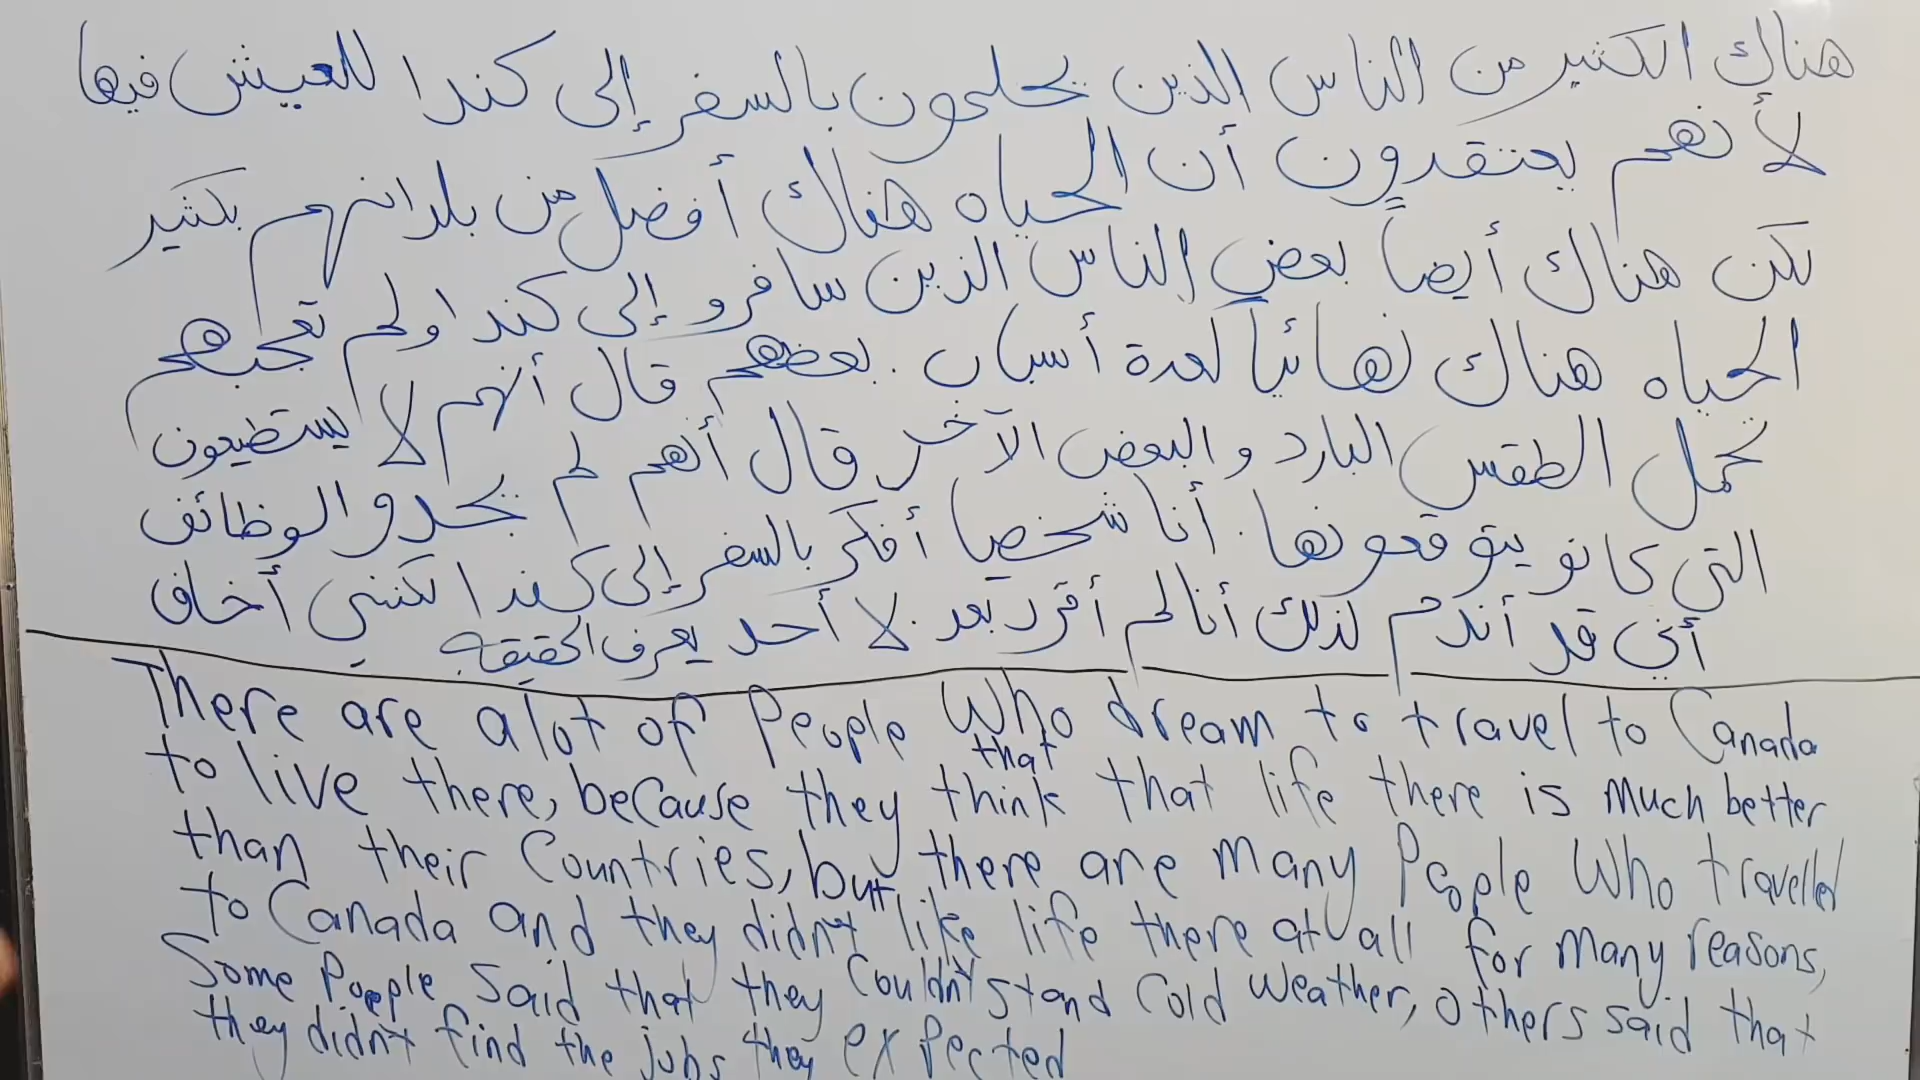 هناك الكثير من الناس الذين يحلمون بالسفر إلى كندا للعيش فيها
لأنهم يعتقدون أن الحياه هناك أفضل من بلدانهم بكثير
لكن هناك أيضاً بعض الناس الذين سافرو إلى كندا ولم تعجبهم
الحياه هناك نهائياً لعدة أسباب. بعضهم قال أنهم لا يستطيعون
تحمل الطقس البارد والبعض الآخر قال أنهم لم يجدو الوظائف
التي كانو يتوقعونها. أنا شخصياً أفكر بالسفر إلى كندا لكنني أخاف
أني قد أندم لذلك أنا لم أقرر بعد. لا أحد يعرف الحقيقه
There are a lot of People Who dream to travel to Canada
that
to live there, because they think that life there is much better
than their Countries, but there are many People Who travelled
to Canada and they didn't like life there at all for many reasons,
Some People said that they Couldn't stand Cold weather, others said that
they didn't find the jobs they expected